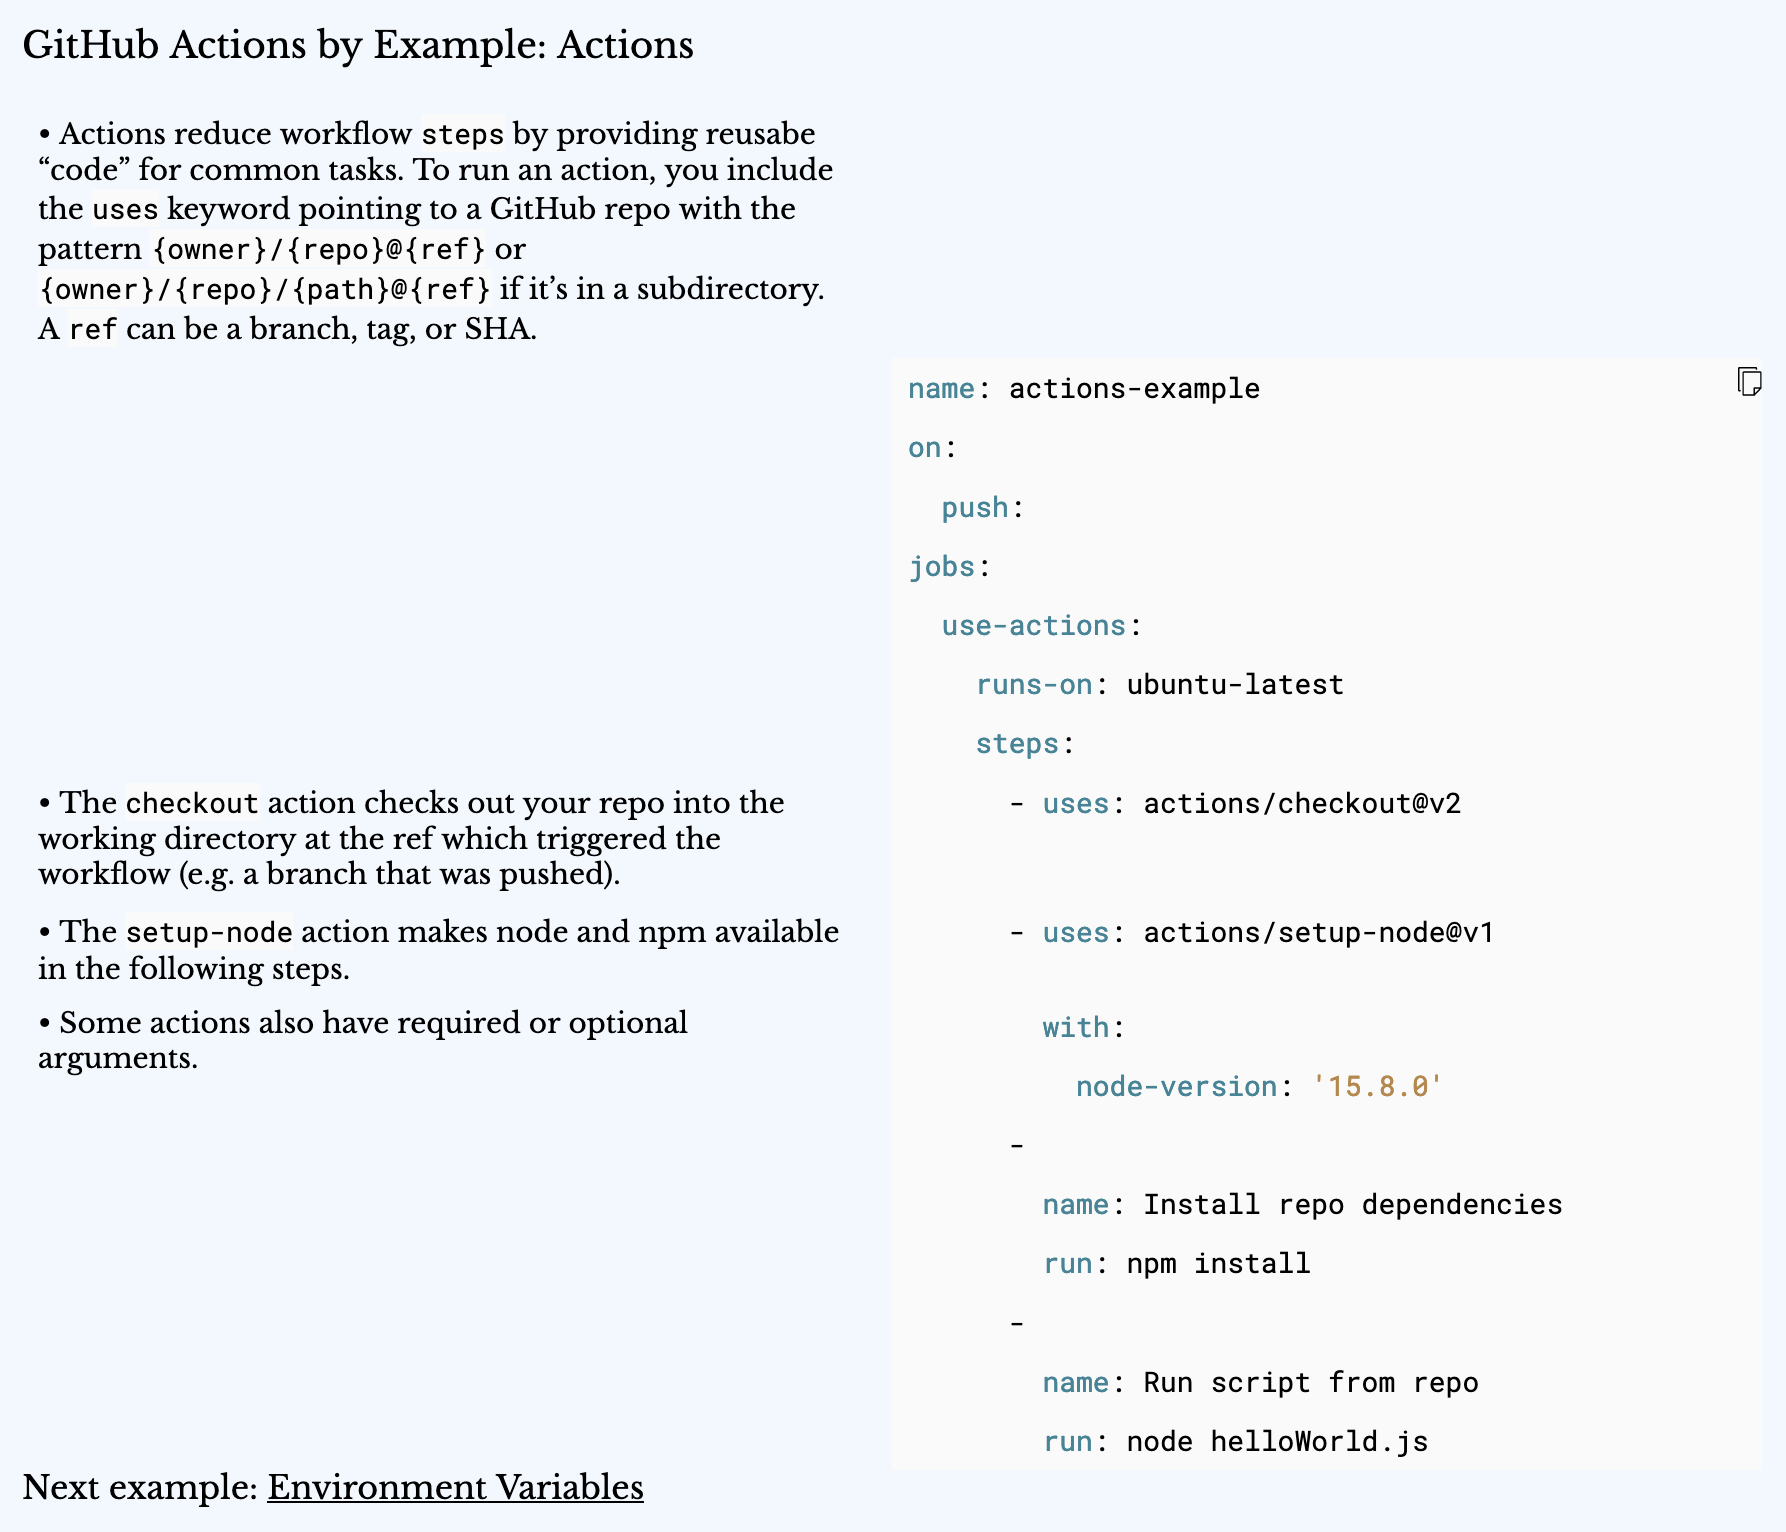 GitHub Actions by Example: Actions
• Actions reduce workflow steps by providing reusabe
“code” for common tasks. To run an action, you include
the uses keyword pointing to a GitHub repo with the
pattern {owner}/{repo}@{ref} or
{owner}/{repo}/{path}@{ref} if it’s in a subdirectory.
A ref can be a branch, tag, or SHA.
name: actions-example
on:
  push:
jobs:
  use-actions:
    runs-on: ubuntu-latest
    steps:
• The checkout action checks out your repo into the
working directory at the ref which triggered the
workflow (e.g. a branch that was pushed).
      - uses: actions/checkout@v2
• The setup-node action makes node and npm available
in the following steps.
      - uses: actions/setup-node@v1
• Some actions also have required or optional
arguments.
        with:
          node-version: '15.8.0'
      -
        name: Install repo dependencies
        run: npm install
      -
        name: Run script from repo
        run: node helloWorld.js
Next example: Environment Variables